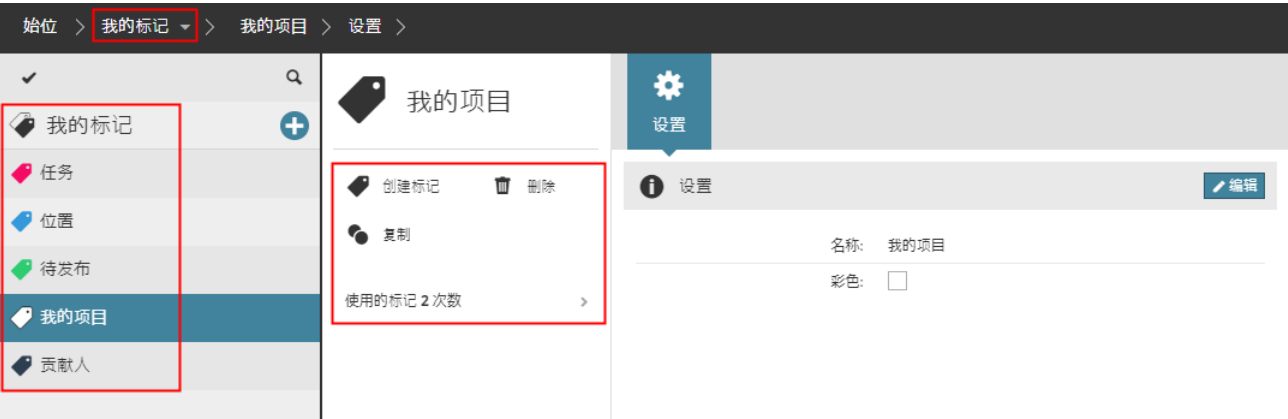 始位 我的标记 我的项目 设置
我的标记
任务
位置
待发布
我的项目
贡献人
我的项目
创建标记 删除
复制
使用的标记 2 次数
设置
设置 编辑
名称: 我的项目
彩色: